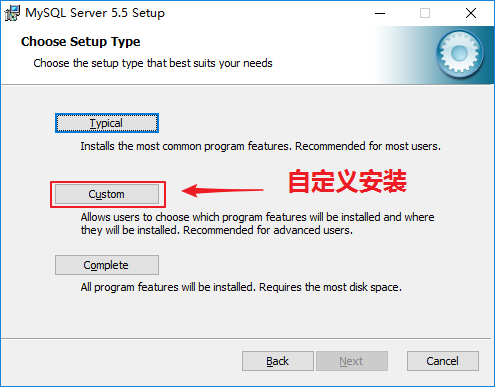 MySQL Server 5.5 Setup
Choose Setup Type
Choose the setup type that best suits your needs
Typical
Installs the most common program features. Recommended for most users.
Custom
自定义安装
Allows users to choose which program features will be installed and where
they will be installed. Recommended for advanced users.
Complete
All program features will be installed. Requires the most disk space.
Back
Next
Cancel